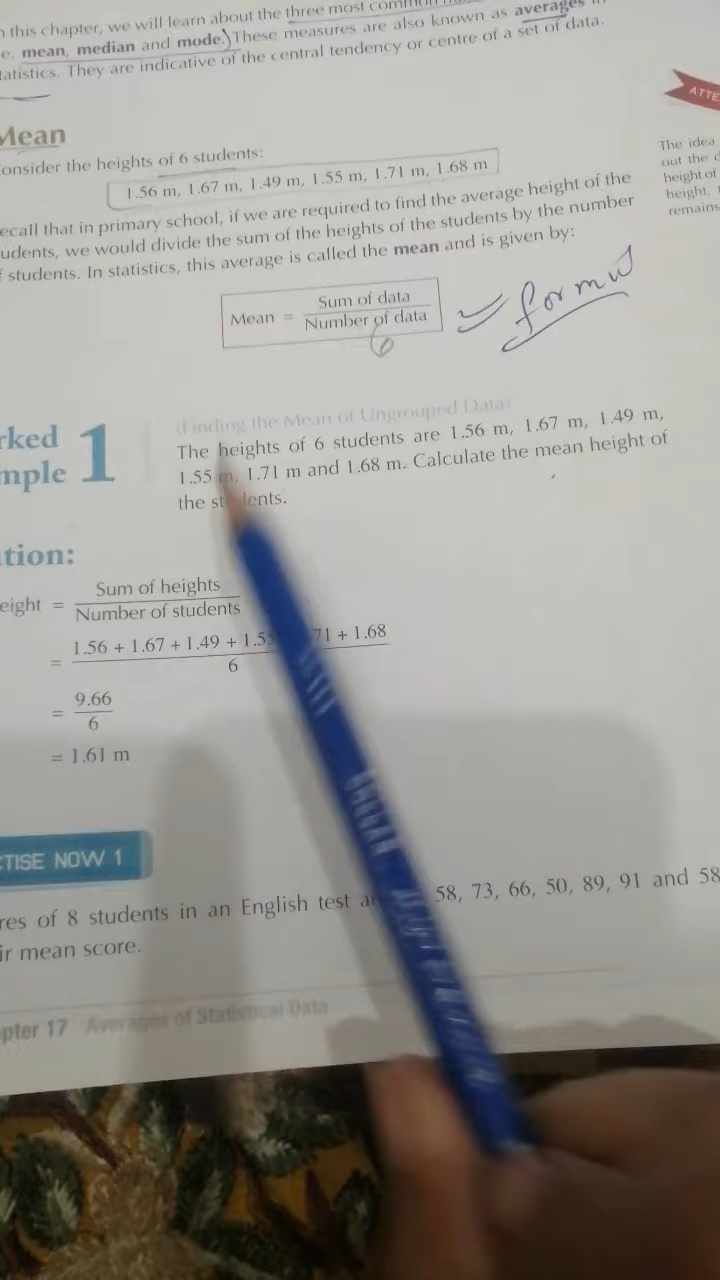 this chapter, we will learn about the three most common
e. mean, median and mode. These measures are also known as averages in
tatistics. They are indicative of the central tendency or centre of a set of data.
ATTE
Mean
onsider the heights of 6 students:
1.56 m, 1.67 m, 1.49 m, 1.55 m, 1.71 m, 1.68 m
The idea
out the d
height of
height,
remains
ecall that in primary school, if we are required to find the average height of the
udents, we would divide the sum of the heights of the students by the number
f students. In statistics, this average is called the mean and is given by:
Mean = Sum of data
Number of data
6
rked
mple 1
(Finding the Mean of Ungrouped Data)
The heights of 6 students are 1.56 m, 1.67 m, 1.49 m,
1.55 m, 1.71 m and 1.68 m. Calculate the mean height of
the st ents.
tion:
eight = Sum of heights
Number of students
= 1.56 + 1.67 + 1.49 + 1.5 71 + 1.68
6
= 9.66
6
= 1.61 m
CTISE NOW 1
res of 8 students in an English test a 58, 73, 66, 50, 89, 91 and 58
ir mean score.
pter 17 Averages of Statistical Data